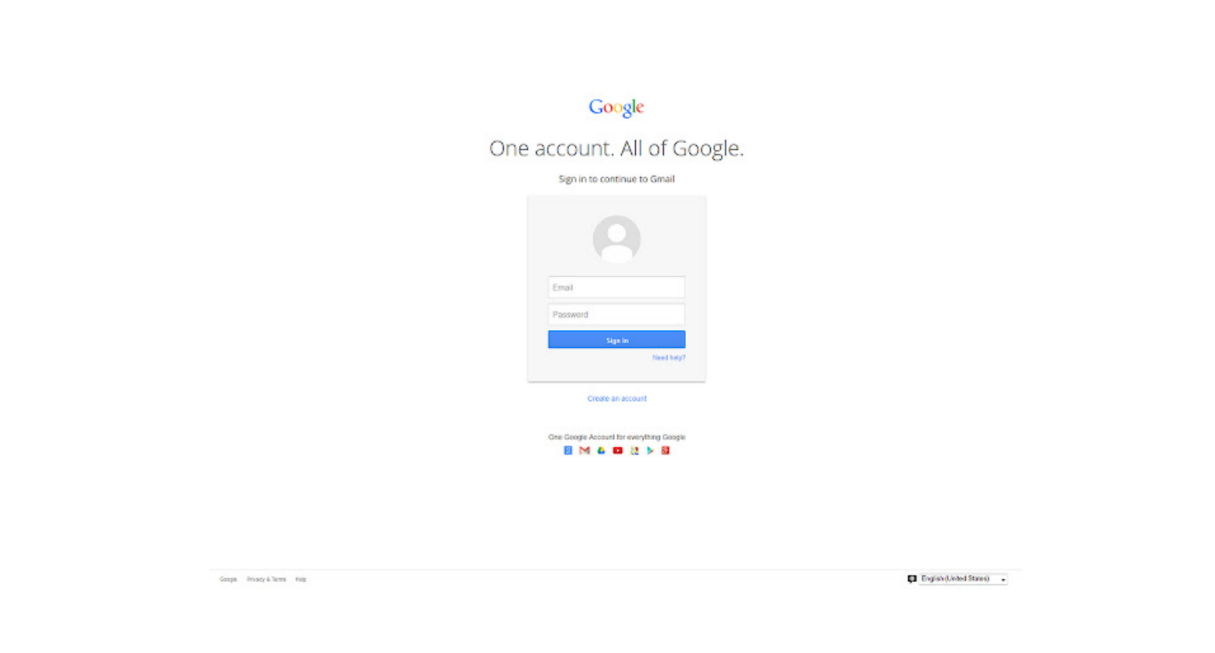 Google
One account. All of Google.
Sign in to continue to Gmail
Email
Password
Sign in
Need help?
Create an account
One Google Account for everything Google
Google Privacy & Terms Help
English (United States)